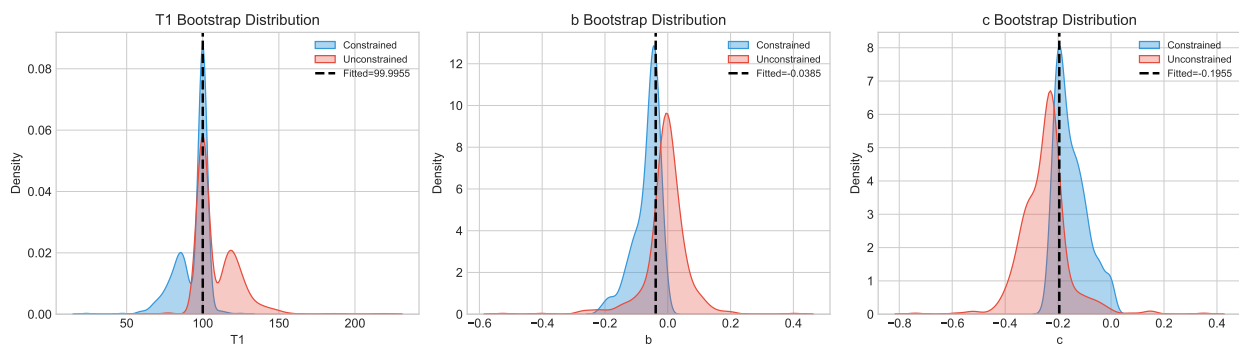 T1 Bootstrap Distribution
Constrained
Unconstrained
Fitted=99.9955
Density
0.08
0.06
0.04
0.02
0.00
50
100
150
200
T1
b Bootstrap Distribution
Constrained
Unconstrained
Fitted=-0.0385
Density
12
10
8
6
4
2
0
−0.6
−0.4
−0.2
0.0
0.2
0.4
b
c Bootstrap Distribution
Constrained
Unconstrained
Fitted=-0.1955
Density
8
7
6
5
4
3
2
1
0
−0.8
−0.6
−0.4
−0.2
0.0
0.2
0.4
c